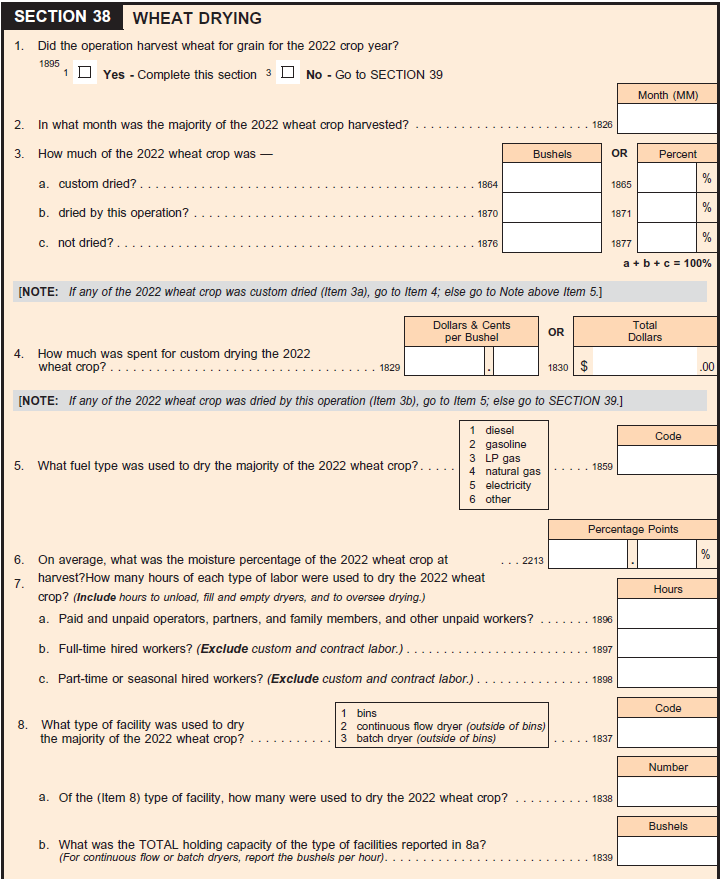 SECTION 38 WHEAT DRYING
1. Did the operation harvest wheat for grain for the 2022 crop year?
1895 1 Yes - Complete this section 3 No - Go to SECTION 39
Month (MM)
2. In what month was the majority of the 2022 wheat crop harvested? . . . . . . . . . . . . . . . . . . . . . . . 1826
3. How much of the 2022 wheat crop was — Bushels OR Percent
a. custom dried? . . . . . . . . . . . . . . . . . . . . . . . . . . . . . . . . . . . . . . . . . . . . 1864 1865 %
b. dried by this operation? . . . . . . . . . . . . . . . . . . . . . . . . . . . . . . . . . . . . . 1870 1871 %
c. not dried? . . . . . . . . . . . . . . . . . . . . . . . . . . . . . . . . . . . . . . . . . . . . . . . 1876 1877 %
a + b + c = 100%
[NOTE: If any of the 2022 wheat crop was custom dried (Item 3a), go to Item 4; else go to Note above Item 5.]
Dollars & Cents
per Bushel OR Total
Dollars
4. How much was spent for custom drying the 2022
wheat crop? . . . . . . . . . . . . . . . . . . . . . . . . . . . . . . . . . . . 1829 . 1830 $ .00
[NOTE: If any of the 2022 wheat crop was dried by this operation (Item 3b), go to Item 5; else go to SECTION 39.]
1 diesel
2 gasoline
3 LP gas
4 natural gas
5 electricity
6 other
Code
5. What fuel type was used to dry the majority of the 2022 wheat crop? . . . . . . . . . . 1859
Percentage Points
6. On average, what was the moisture percentage of the 2022 wheat crop at . . . 2213 . %
7. harvest?How many hours of each type of labor were used to dry the 2022 wheat
crop? (Include hours to unload, fill and empty dryers, and to oversee drying.)
Hours
a. Paid and unpaid operators, partners, and family members, and other unpaid workers? . . . . . . . 1896
b. Full-time hired workers? (Exclude custom and contract labor.) . . . . . . . . . . . . . . . . . . . . . . . . 1897
c. Part-time or seasonal hired workers? (Exclude custom and contract labor.) . . . . . . . . . . . . . . . 1898
1 bins
2 continuous flow dryer (outside of bins)
3 batch dryer (outside of bins)
Code
8. What type of facility was used to dry
the majority of the 2022 wheat crop? . . . . . . . . . . . . . . . . 1837
Number
a. Of the (Item 8) type of facility, how many were used to dry the 2022 wheat crop? . . . . . . . . . . 1838
Bushels
b. What was the TOTAL holding capacity of the type of facilities reported in 8a?
(For continuous flow or batch dryers, report the bushels per hour). . . . . . . . . . . . . . . . . . . . . . . . . . . 1839